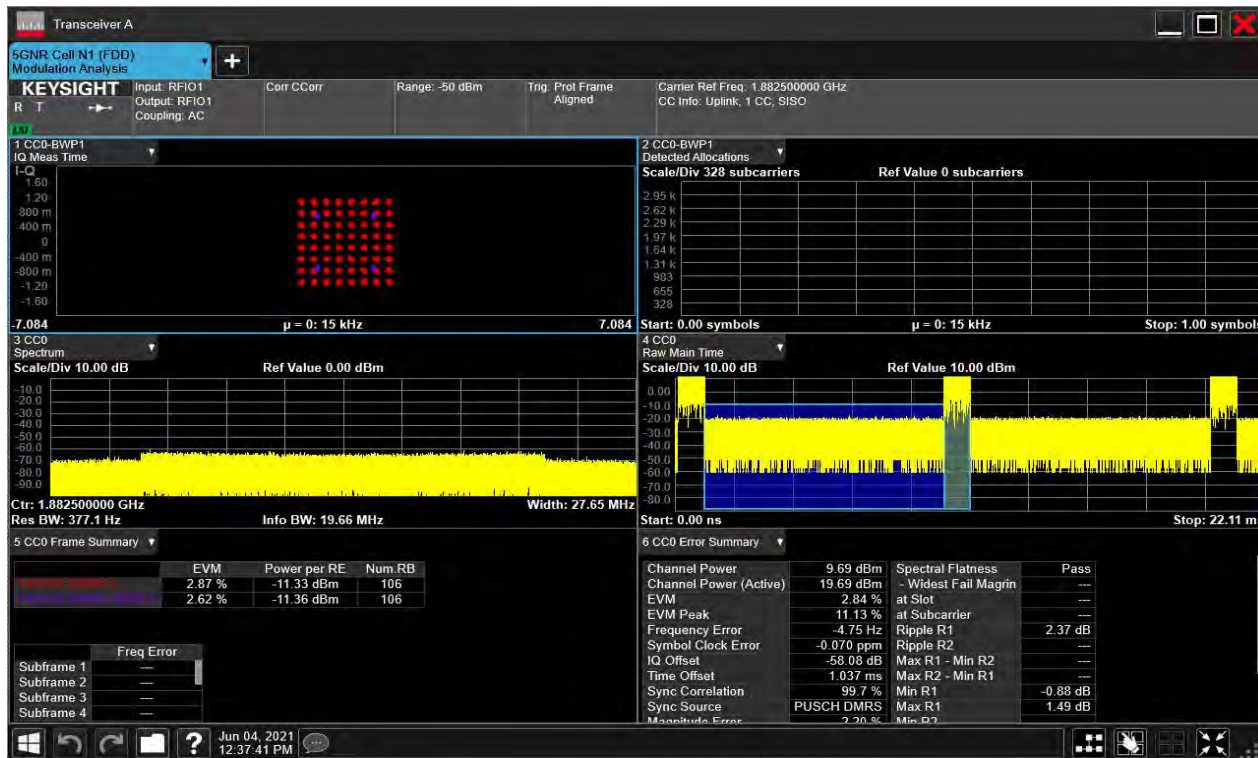 Transceiver A
5GNR Cell N1 (FDD)
Modulation Analysis
KEYSIGHT
R T
LXI
Input: RFIO1
Output: RFIO1
Coupling: AC
Corr CCorr
Range: -50 dBm
Trig: Prot Frame
Aligned
Carrier Ref Freq: 1.882500000 GHz
CC Info: Uplink, 1 CC, SISO
1 CC0-BWP1
IQ Meas Time
I-Q
1.60
1.20
800 m
400 m
0
-400 m
-800 m
-1.20
-1.60
-7.084 µ = 0: 15 kHz 7.084
2 CC0-BWP1
Detected Allocations
Scale/Div 328 subcarriers Ref Value 0 subcarriers
2.95 k
2.62 k
2.29 k
1.97 k
1.64 k
1.31 k
983
655
328
Start: 0.00 symbols µ = 0: 15 kHz Stop: 1.00 symbol
3 CC0
Spectrum
Scale/Div 10.00 dB Ref Value 0.00 dBm
-10.0
-20.0
-30.0
-40.0
-50.0
-60.0
-70.0
-80.0
-90.0
Ctr: 1.882500000 GHz Width: 27.65 MHz
Res BW: 377.1 Hz Info BW: 19.66 MHz
4 CC0
Raw Main Time
Scale/Div 10.00 dB Ref Value 10.00 dBm
0.00
-10.0
-20.0
-30.0
-40.0
-50.0
-60.0
-70.0
-80.0
Start: 0.00 ns Stop: 22.11 m
5 CC0 Frame Summary
EVM Power per RE Num.RB
PUSCH (BWP1) 2.87 % -11.33 dBm 106
2.62 % -11.36 dBm 106
Freq Error
Subframe 1 ---
Subframe 2 ---
Subframe 3 ---
Subframe 4 ---
6 CC0 Error Summary
Channel Power 9.69 dBm Spectral Flatness Pass
Channel Power (Active) 19.69 dBm - Widest Fail Magrin ---
EVM 2.84 % at Slot ---
EVM Peak 11.13 % at Subcarrier ---
Frequency Error -4.75 Hz Ripple R1 2.37 dB
Symbol Clock Error -0.070 ppm Ripple R2 ---
IQ Offset -58.08 dB Max R1 - Min R2 ---
Time Offset 1.037 ms Max R2 - Min R1 ---
Sync Correlation 99.7 % Min R1 -0.88 dB
Sync Source PUSCH DMRS Max R1 1.49 dB
Magnitude Error 2.20 % Min R2
Jun 04, 2021
12:37:41 PM